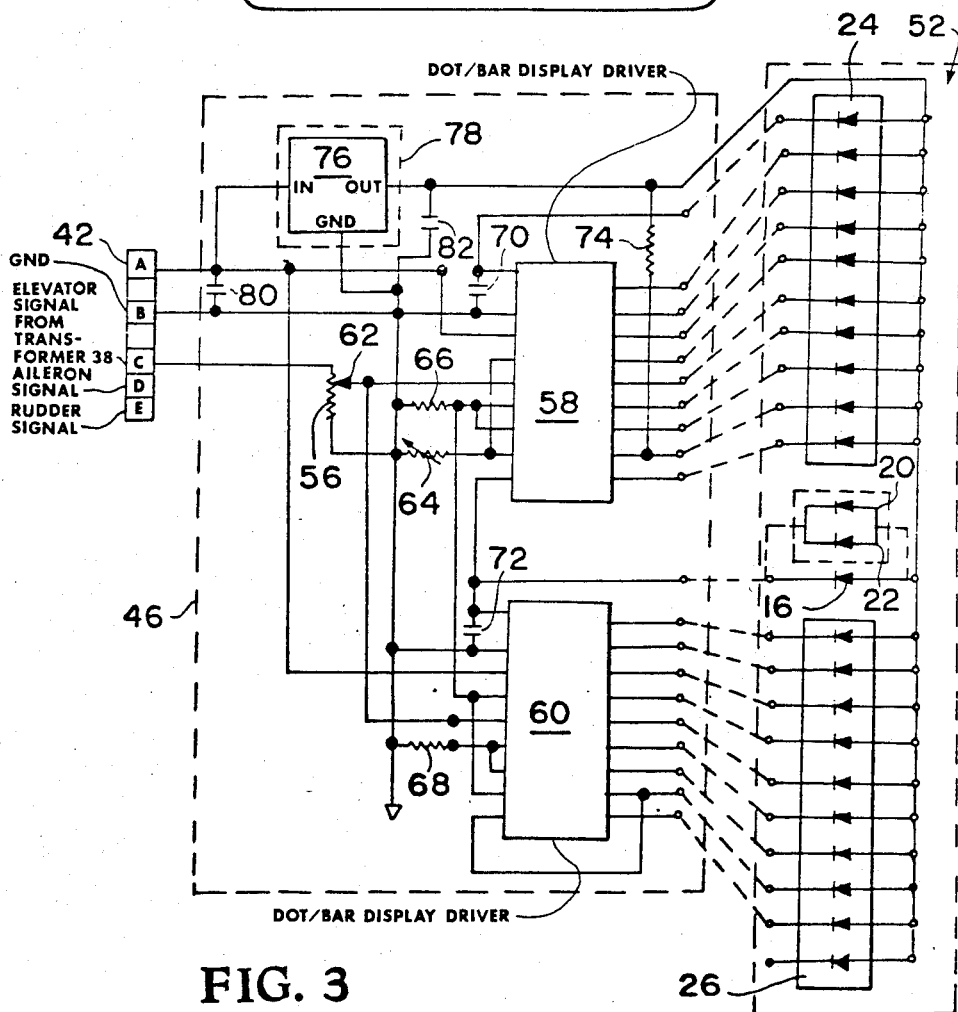 24
52
DOT/BAR DISPLAY DRIVER
78
76
IN OUT
GND
82
70
74
42
A
GND
80
B
ELEVATOR
SIGNAL
FROM
TRANS-
FORMER 38
C
AILERON
SIGNAL
D
RUDDER
SIGNAL
E
62
66
58
56
64
20
22
16
72
46
60
68
DOT/BAR DISPLAY DRIVER
26
FIG. 3